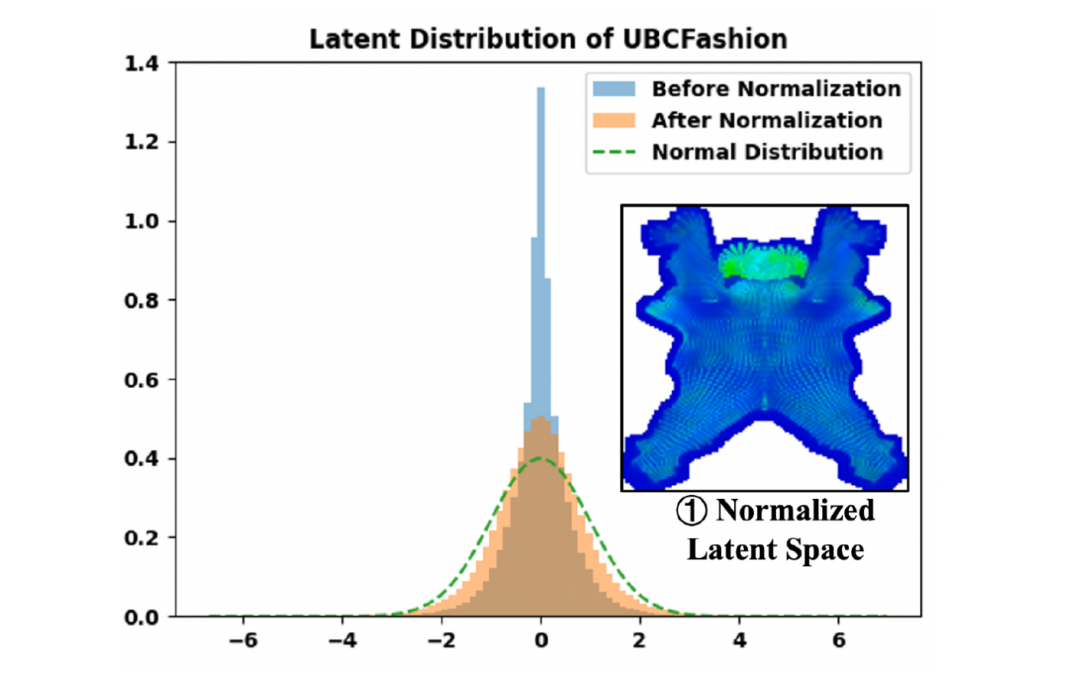 Latent Distribution of UBCFashion
1.4
1.2
1.0
0.8
0.6
0.4
0.2
0.0
Before Normalization
After Normalization
Normal Distribution
① Normalized
Latent Space
−6 −4 −2 0 2 4 6